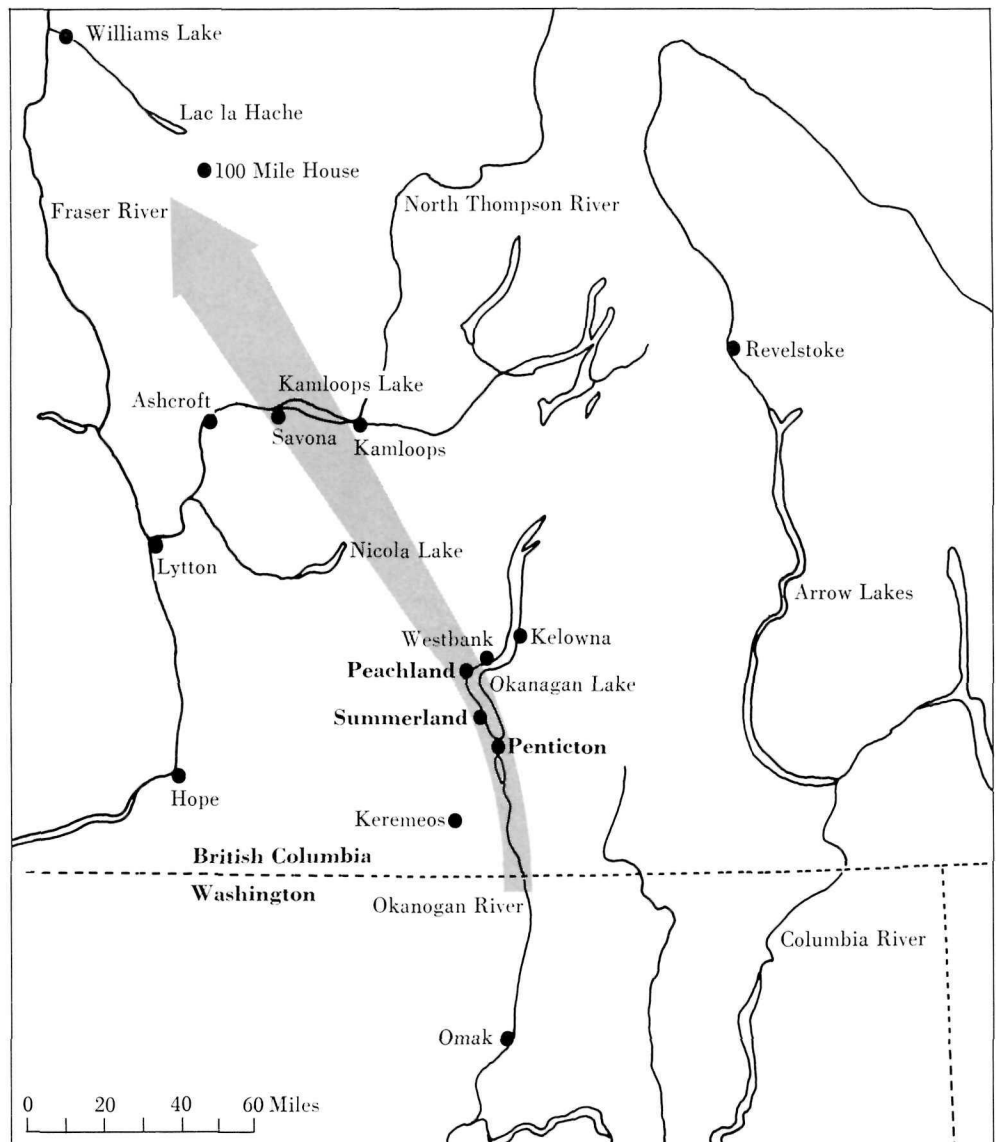 Williams Lake
Lac la Hache
100 Mile House
Fraser River
North Thompson River
Revelstoke
Kamloops Lake
Ashcroft
Savona
Kamloops
Nicola Lake
Lytton
Arrow Lakes
Westbank
Kelowna
Peachland
Okanagan Lake
Summerland
Penticton
Hope
Keremeos
British Columbia
Washington
Okanogan River
Columbia River
Omak
0 20 40 60 Miles